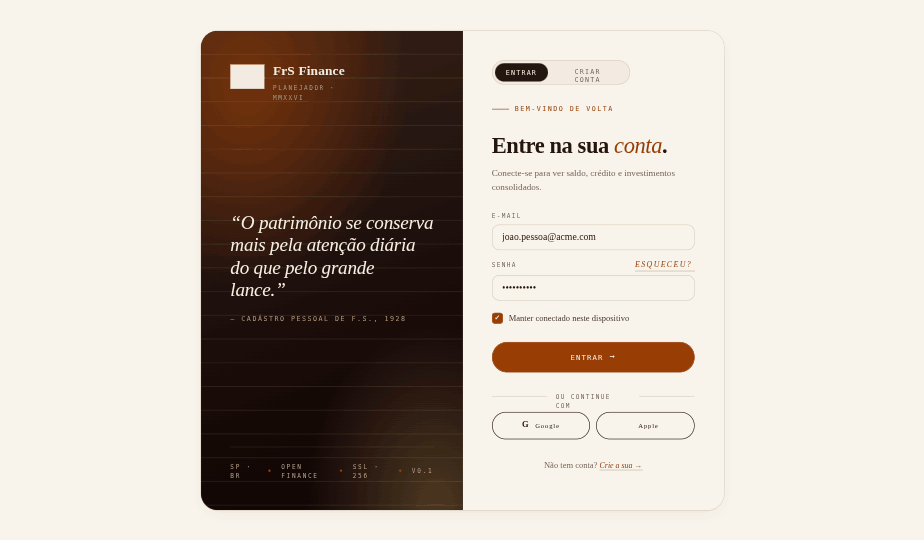 FrS Finance
PLANEJADOR ·
MMXXVI
“O patrimônio se conserva
mais pela atenção diária
do que pelo grande
lance.”
— CADASTRO PESSOAL DE F.S., 1928
SP ·
BR
OPEN
FINANCE
SSL ·
256
V0.1
ENTRAR
CRIAR
CONTA
BEM-VINDO DE VOLTA
Entre na sua conta.
Conecte-se para ver saldo, crédito e investimentos
consolidados.
E-MAIL
joao.pessoa@acme.com
SENHA
ESQUECEU?
••••••••••
Manter conectado neste dispositivo
ENTRAR →
OU CONTINUE
COM
G Google
Apple
Não tem conta? Crie a sua →